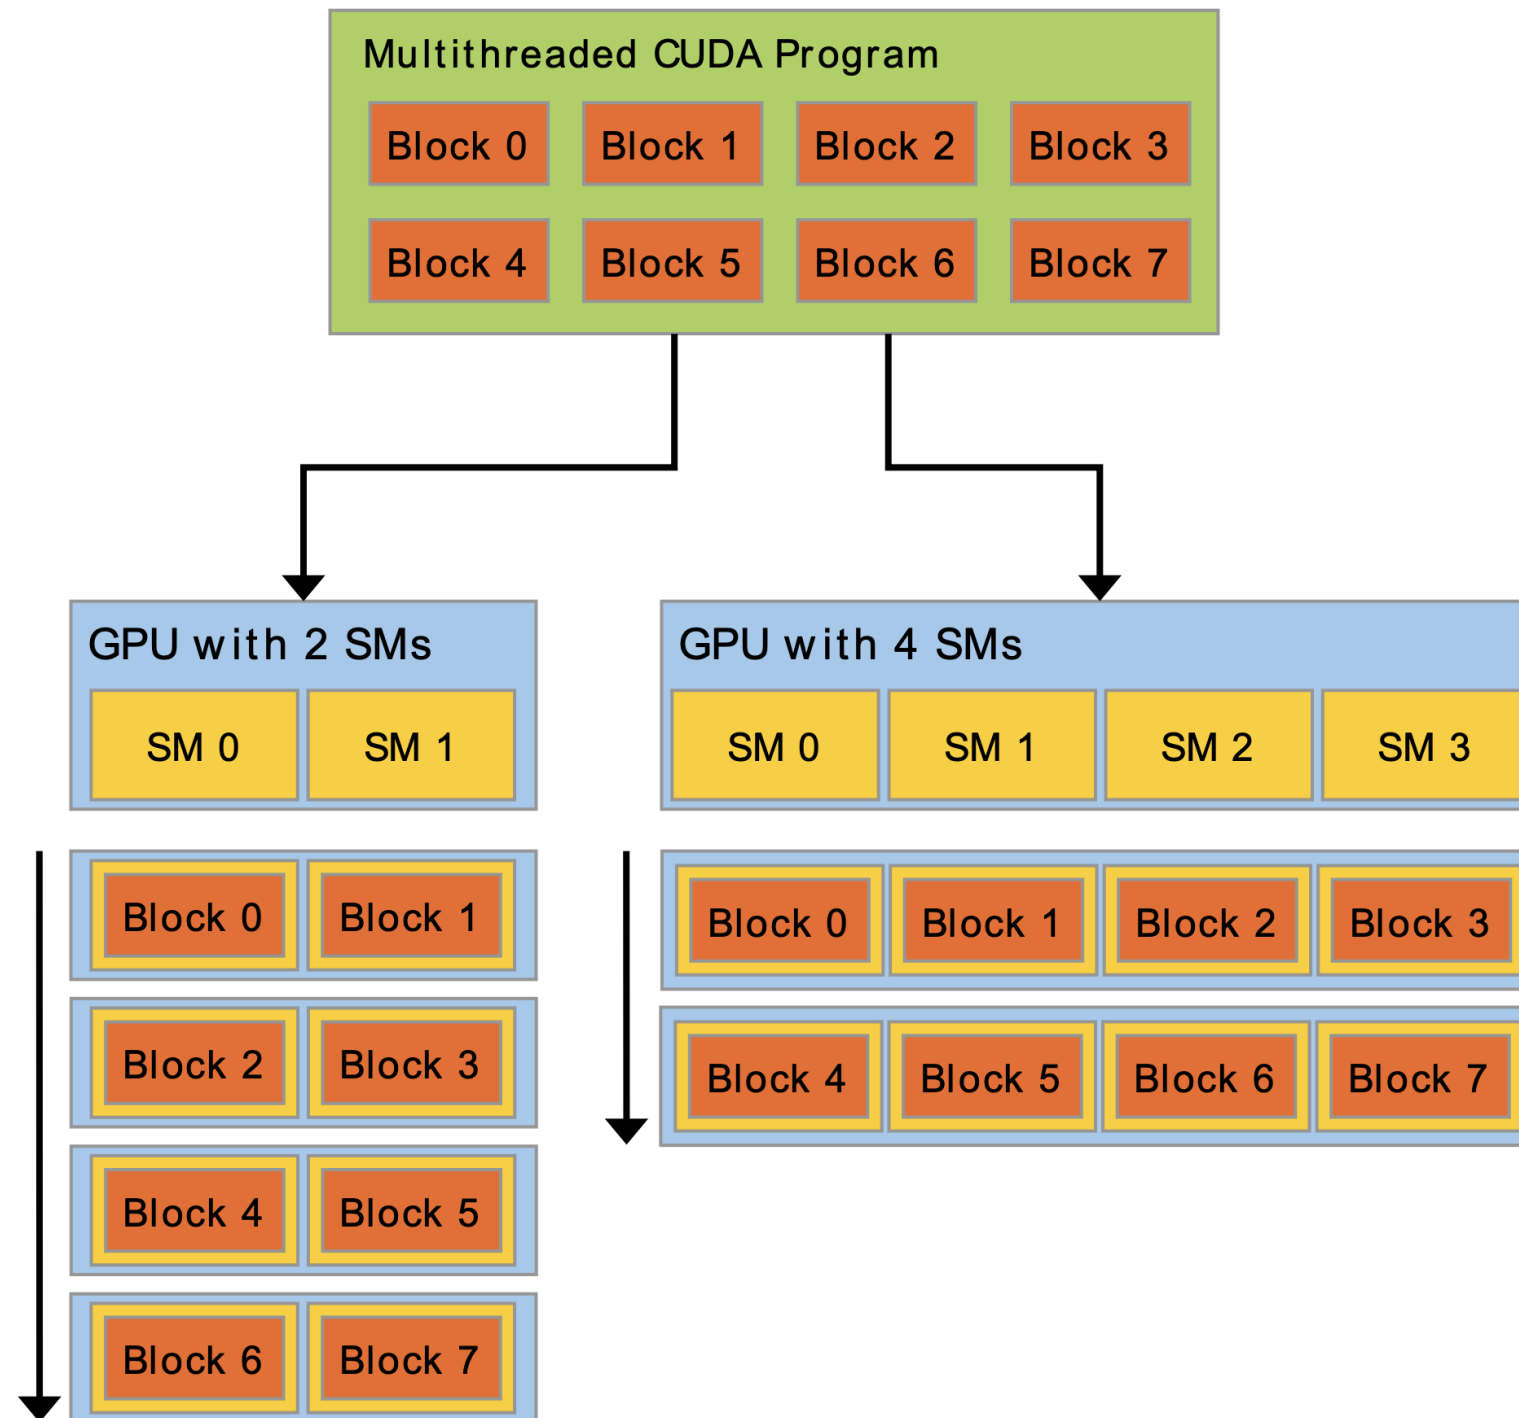 Multithreaded CUDA Program
Block 0 Block 1 Block 2 Block 3
Block 4 Block 5 Block 6 Block 7
GPU with 2 SMs
SM 0 SM 1
Block 0 Block 1
Block 2 Block 3
Block 4 Block 5
Block 6 Block 7
GPU with 4 SMs
SM 0 SM 1 SM 2 SM 3
Block 0 Block 1 Block 2 Block 3
Block 4 Block 5 Block 6 Block 7